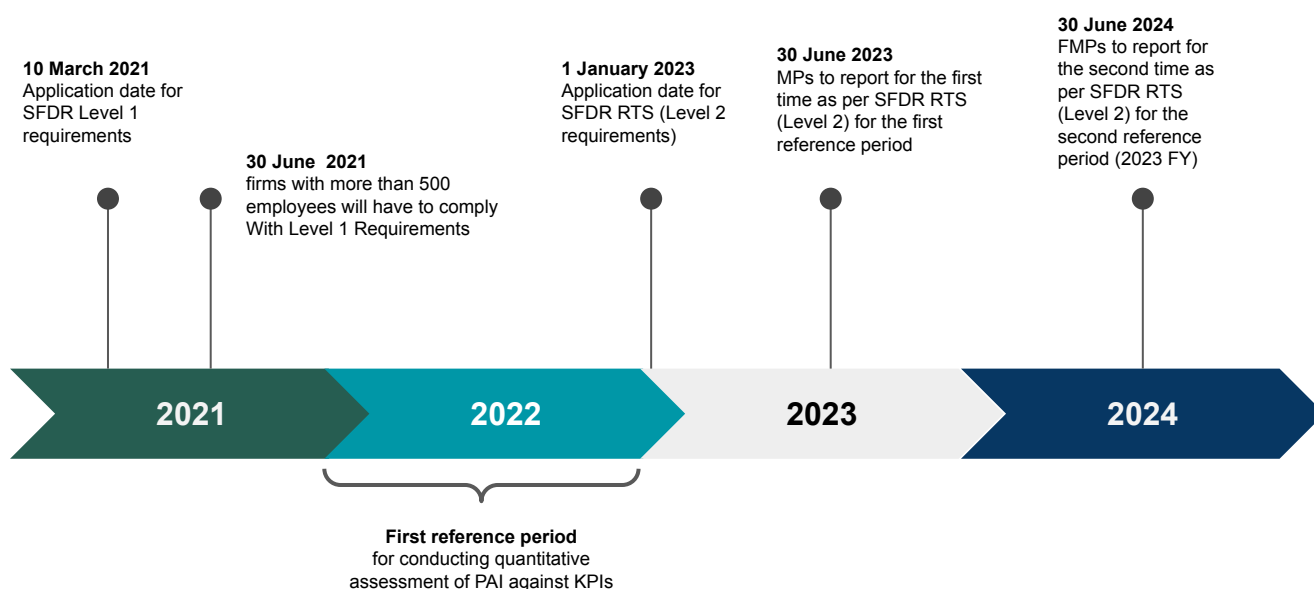 10 March 2021
Application date for
SFDR Level 1
requirements
30 June 2021
firms with more than 500
employees will have to comply
With Level 1 Requirements
1 January 2023
Application date for
SFDR RTS (Level 2
requirements)
30 June 2023
MPs to report for the first
time as per SFDR RTS
(Level 2) for the first
reference period
30 June 2024
FMPs to report for
the second time as
per SFDR RTS
(Level 2) for the
second reference
period (2023 FY)
2021
2022
2023
2024
First reference period
for conducting quantitative
assessment of PAI against KPIs